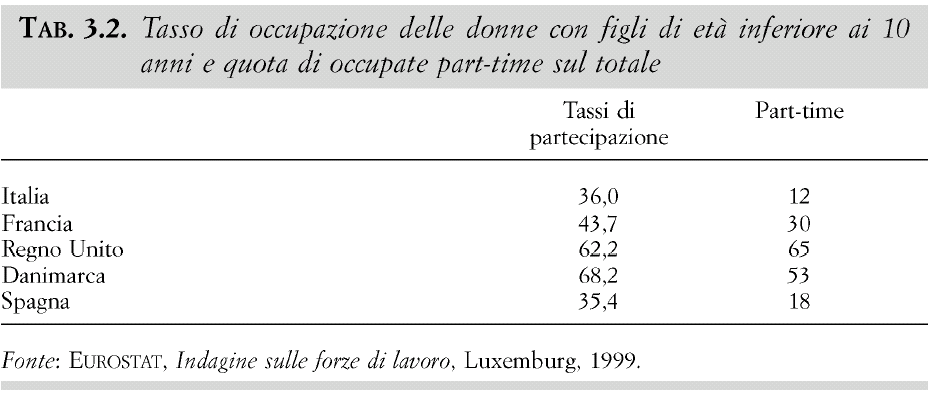 TAB. 3.2. Tasso di occupazione delle donne con figli di età inferiore ai 10
anni e quota di occupate part-time sul totale
Tassi di Part-time
partecipazione
Italia 36,0 12
Francia 43,7 30
Regno Unito 62,2 65
Danimarca 68,2 53
Spagna 35,4 18
Fonte: EUROSTAT, Indagine sulle forze di lavoro, Luxemburg, 1999.